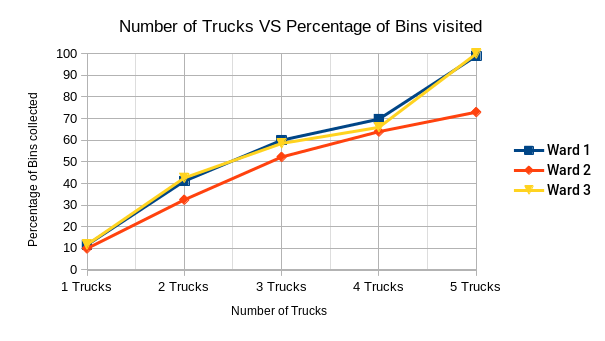 Number of Trucks VS Percentage of Bins visited
Percentage of Bins collected
100
90
80
70
60
50
40
30
20
10
0
1 Trucks 2 Trucks 3 Trucks 4 Trucks 5 Trucks
Number of Trucks
Ward 1
Ward 2
Ward 3